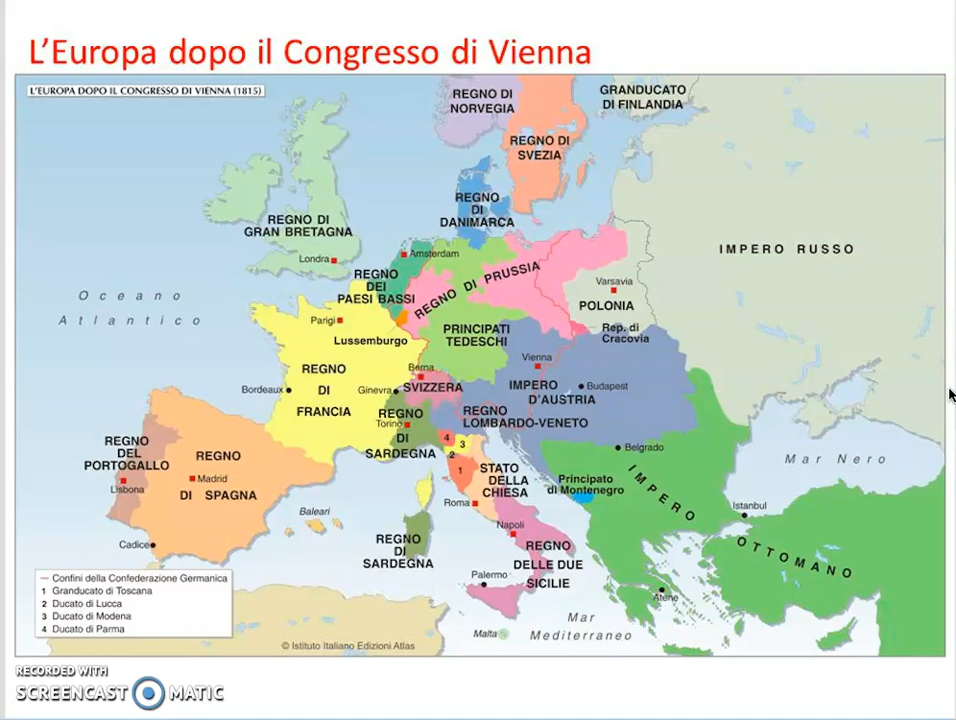 L'Europa dopo il Congresso di Vienna
L'EUROPA DOPO IL CONGRESSO DI VIENNA (1815)
REGNO DI
NORVEGIA
GRANDUCATO
DI FINLANDIA
REGNO DI
SVEZIA
REGNO
DI
DANIMARCA
REGNO DI
GRAN BRETAGNA
Londra
Amsterdam
IMPERO RUSSO
REGNO
DEI
PAESI BASSI
REGNO DI PRUSSIA
Varsavia
POLONIA
Oceano
Atlantico
Parigi
Lussemburgo
PRINCIPATI
TEDESCHI
Rep. di
Cracovia
Vienna
Berna
REGNO
DI
FRANCIA
Bordeaux
Ginevra
SVIZZERA
IMPERO
D'AUSTRIA
Budapest
REGNO
LOMBARDO-VENETO
REGNO
Torino
DI
SARDEGNA
4
3
2
1
REGNO
DEL
PORTOGALLO
Lisbona
REGNO
Madrid
DI SPAGNA
Belgrado
Mar Nero
STATO
DELLA
CHIESA
Principato
di Montenegro
IMPERO
OTTOMANO
Roma
Istanbul
Baleari
Napoli
Cadice
REGNO
DI
SARDEGNA
REGNO
DELLE DUE
SICILIE
Palermo
Atene
Mar
Mediterraneo
Malta
Confini della Confederazione Germanica
1 Granducato di Toscana
2 Ducato di Lucca
3 Ducato di Modena
4 Ducato di Parma
© Istituto Italiano Edizioni Atlas
RECORDED WITH
SCREENCAST MATIC